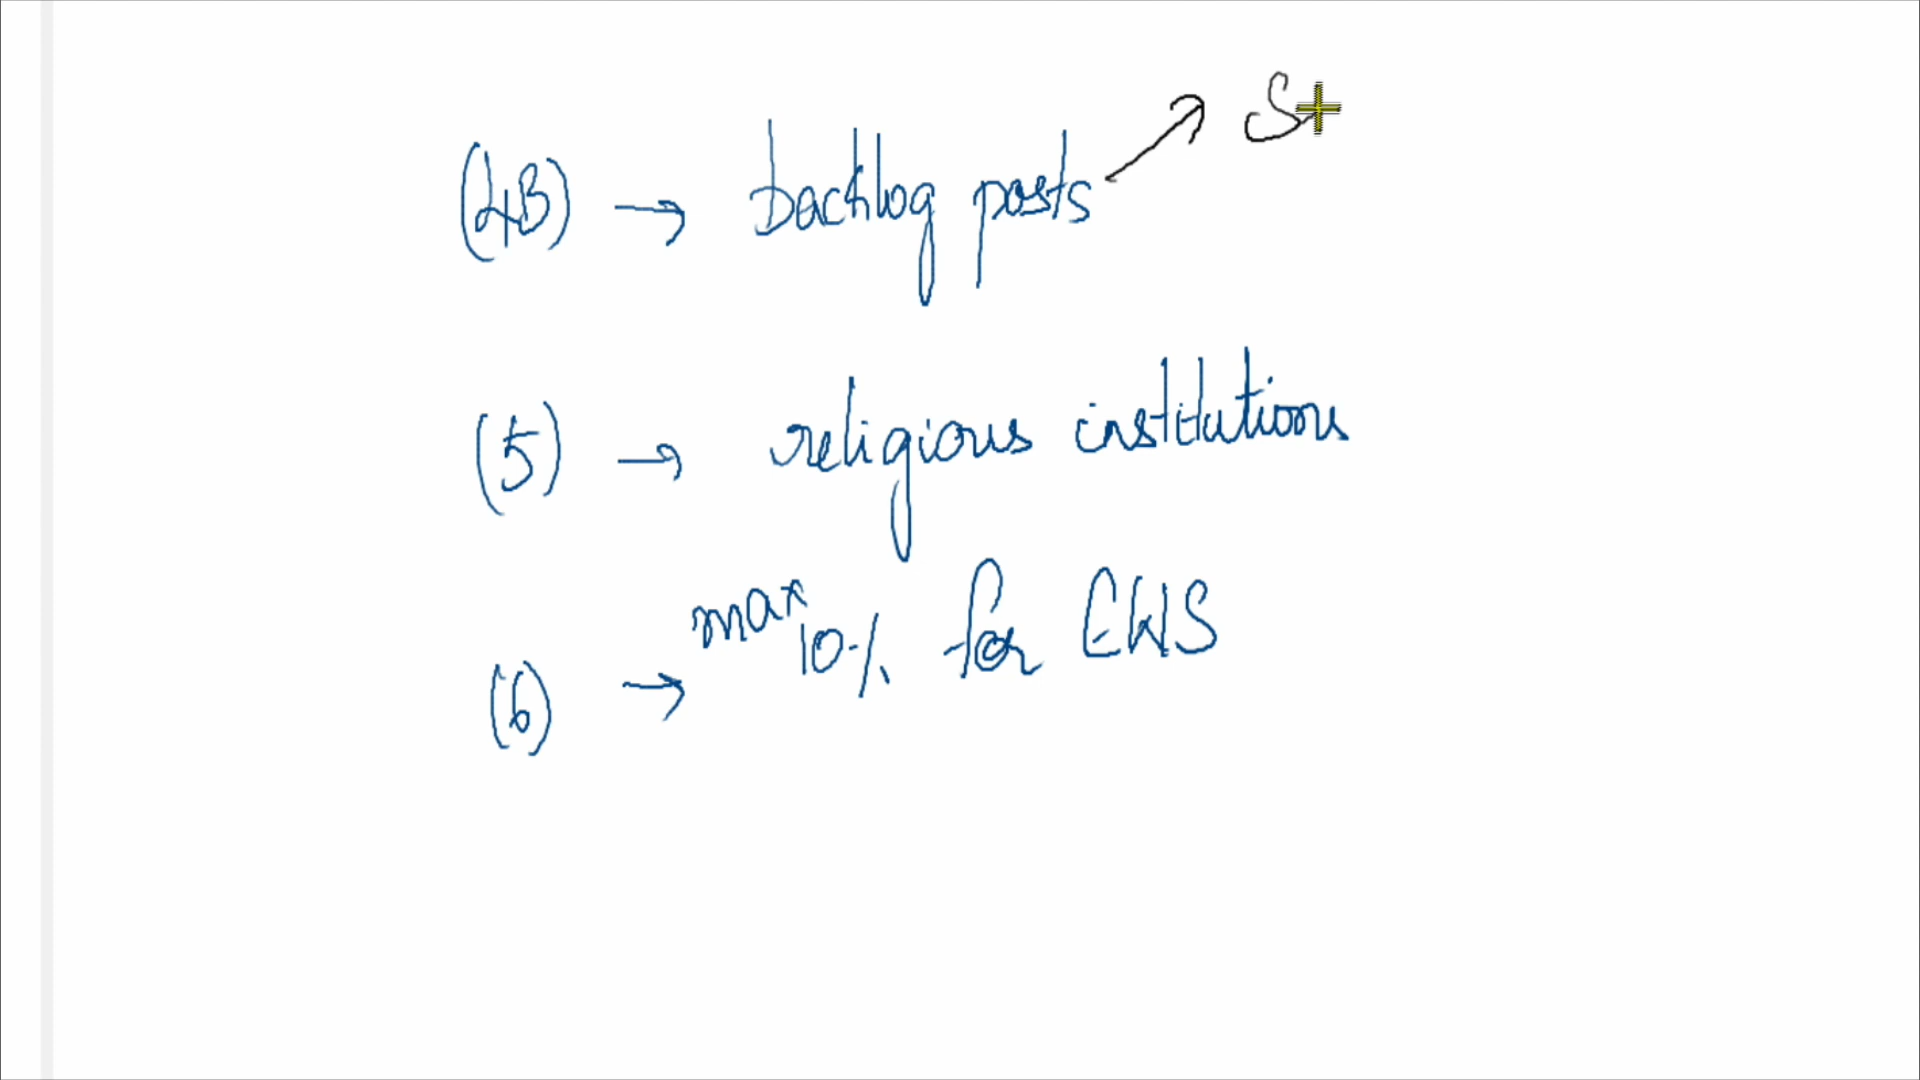 (4B) → backlog posts → S
(5) → religious institutions
(6) → max 10% for EWS